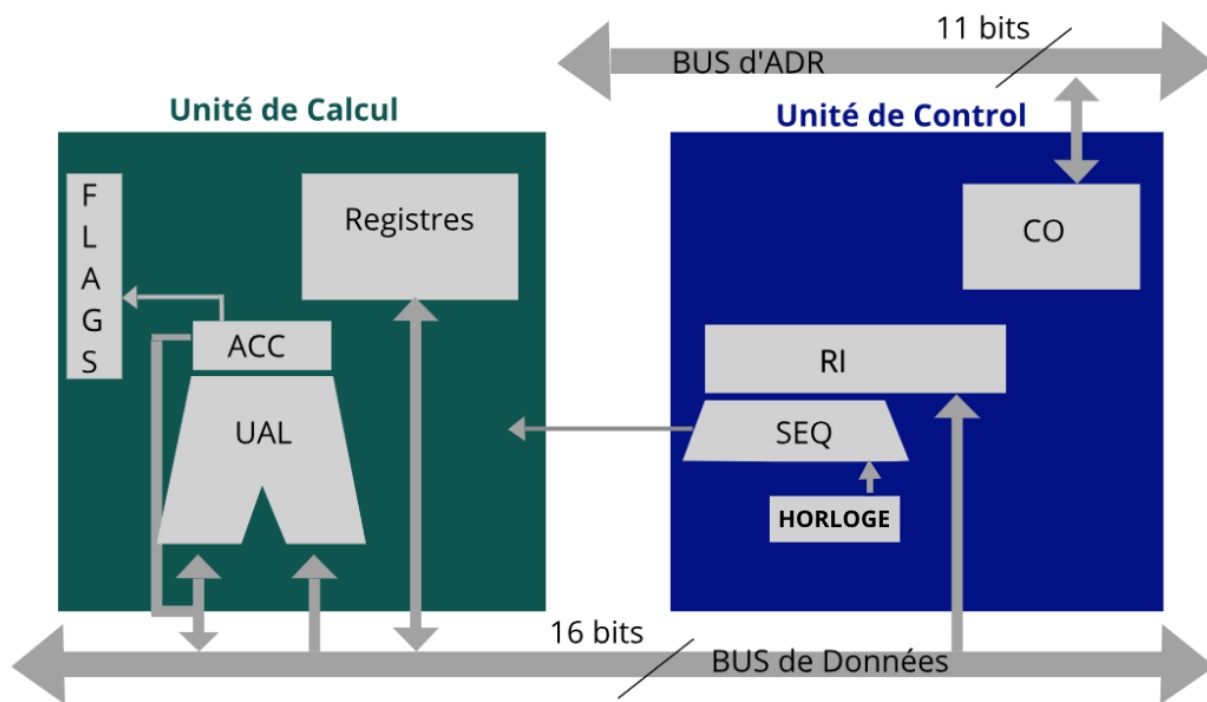 11 bits
BUS d'ADR
Unité de Calcul
Unité de Control
F
L
A
G
S
Registres
CO
ACC
RI
UAL
SEQ
HORLOGE
16 bits
BUS de Données